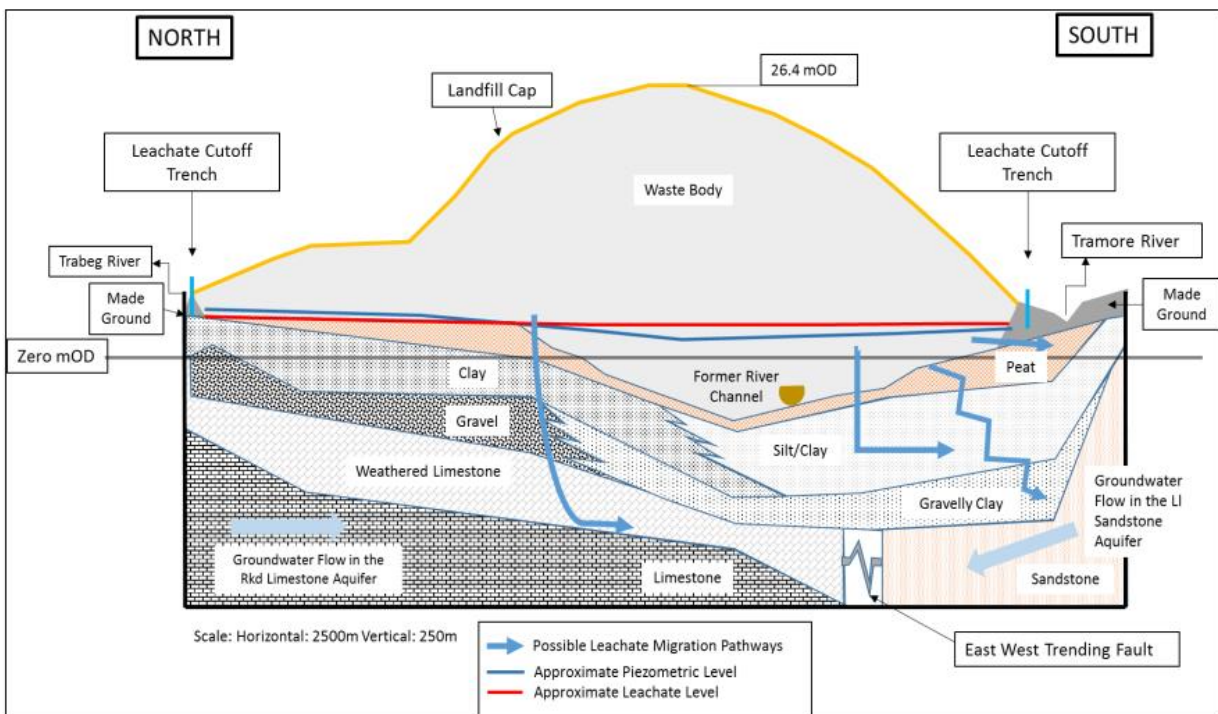 NORTH
SOUTH
26.4 mOD
Landfill Cap
Leachate Cutoff
Trench
Leachate Cutoff
Trench
Waste Body
Tramore River
Trabeg River
Made
Ground
Made
Ground
Zero mOD
Peat
Clay
Former River
Channel
Gravel
Silt/Clay
Weathered Limestone
Gravelly Clay
Groundwater
Flow in the LI
Sandstone
Aquifer
Groundwater Flow in the
Rkd Limestone Aquifer
Limestone
Sandstone
Scale: Horizontal: 2500m Vertical: 250m
East West Trending Fault
Possible Leachate Migration Pathways
Approximate Piezometric Level
Approximate Leachate Level